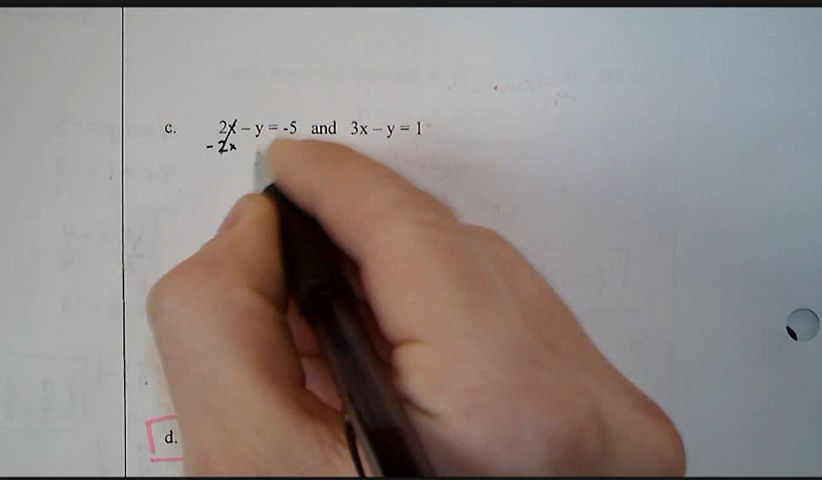 c. 2x – y = -5 and 3x – y = 1
- 2x
d.